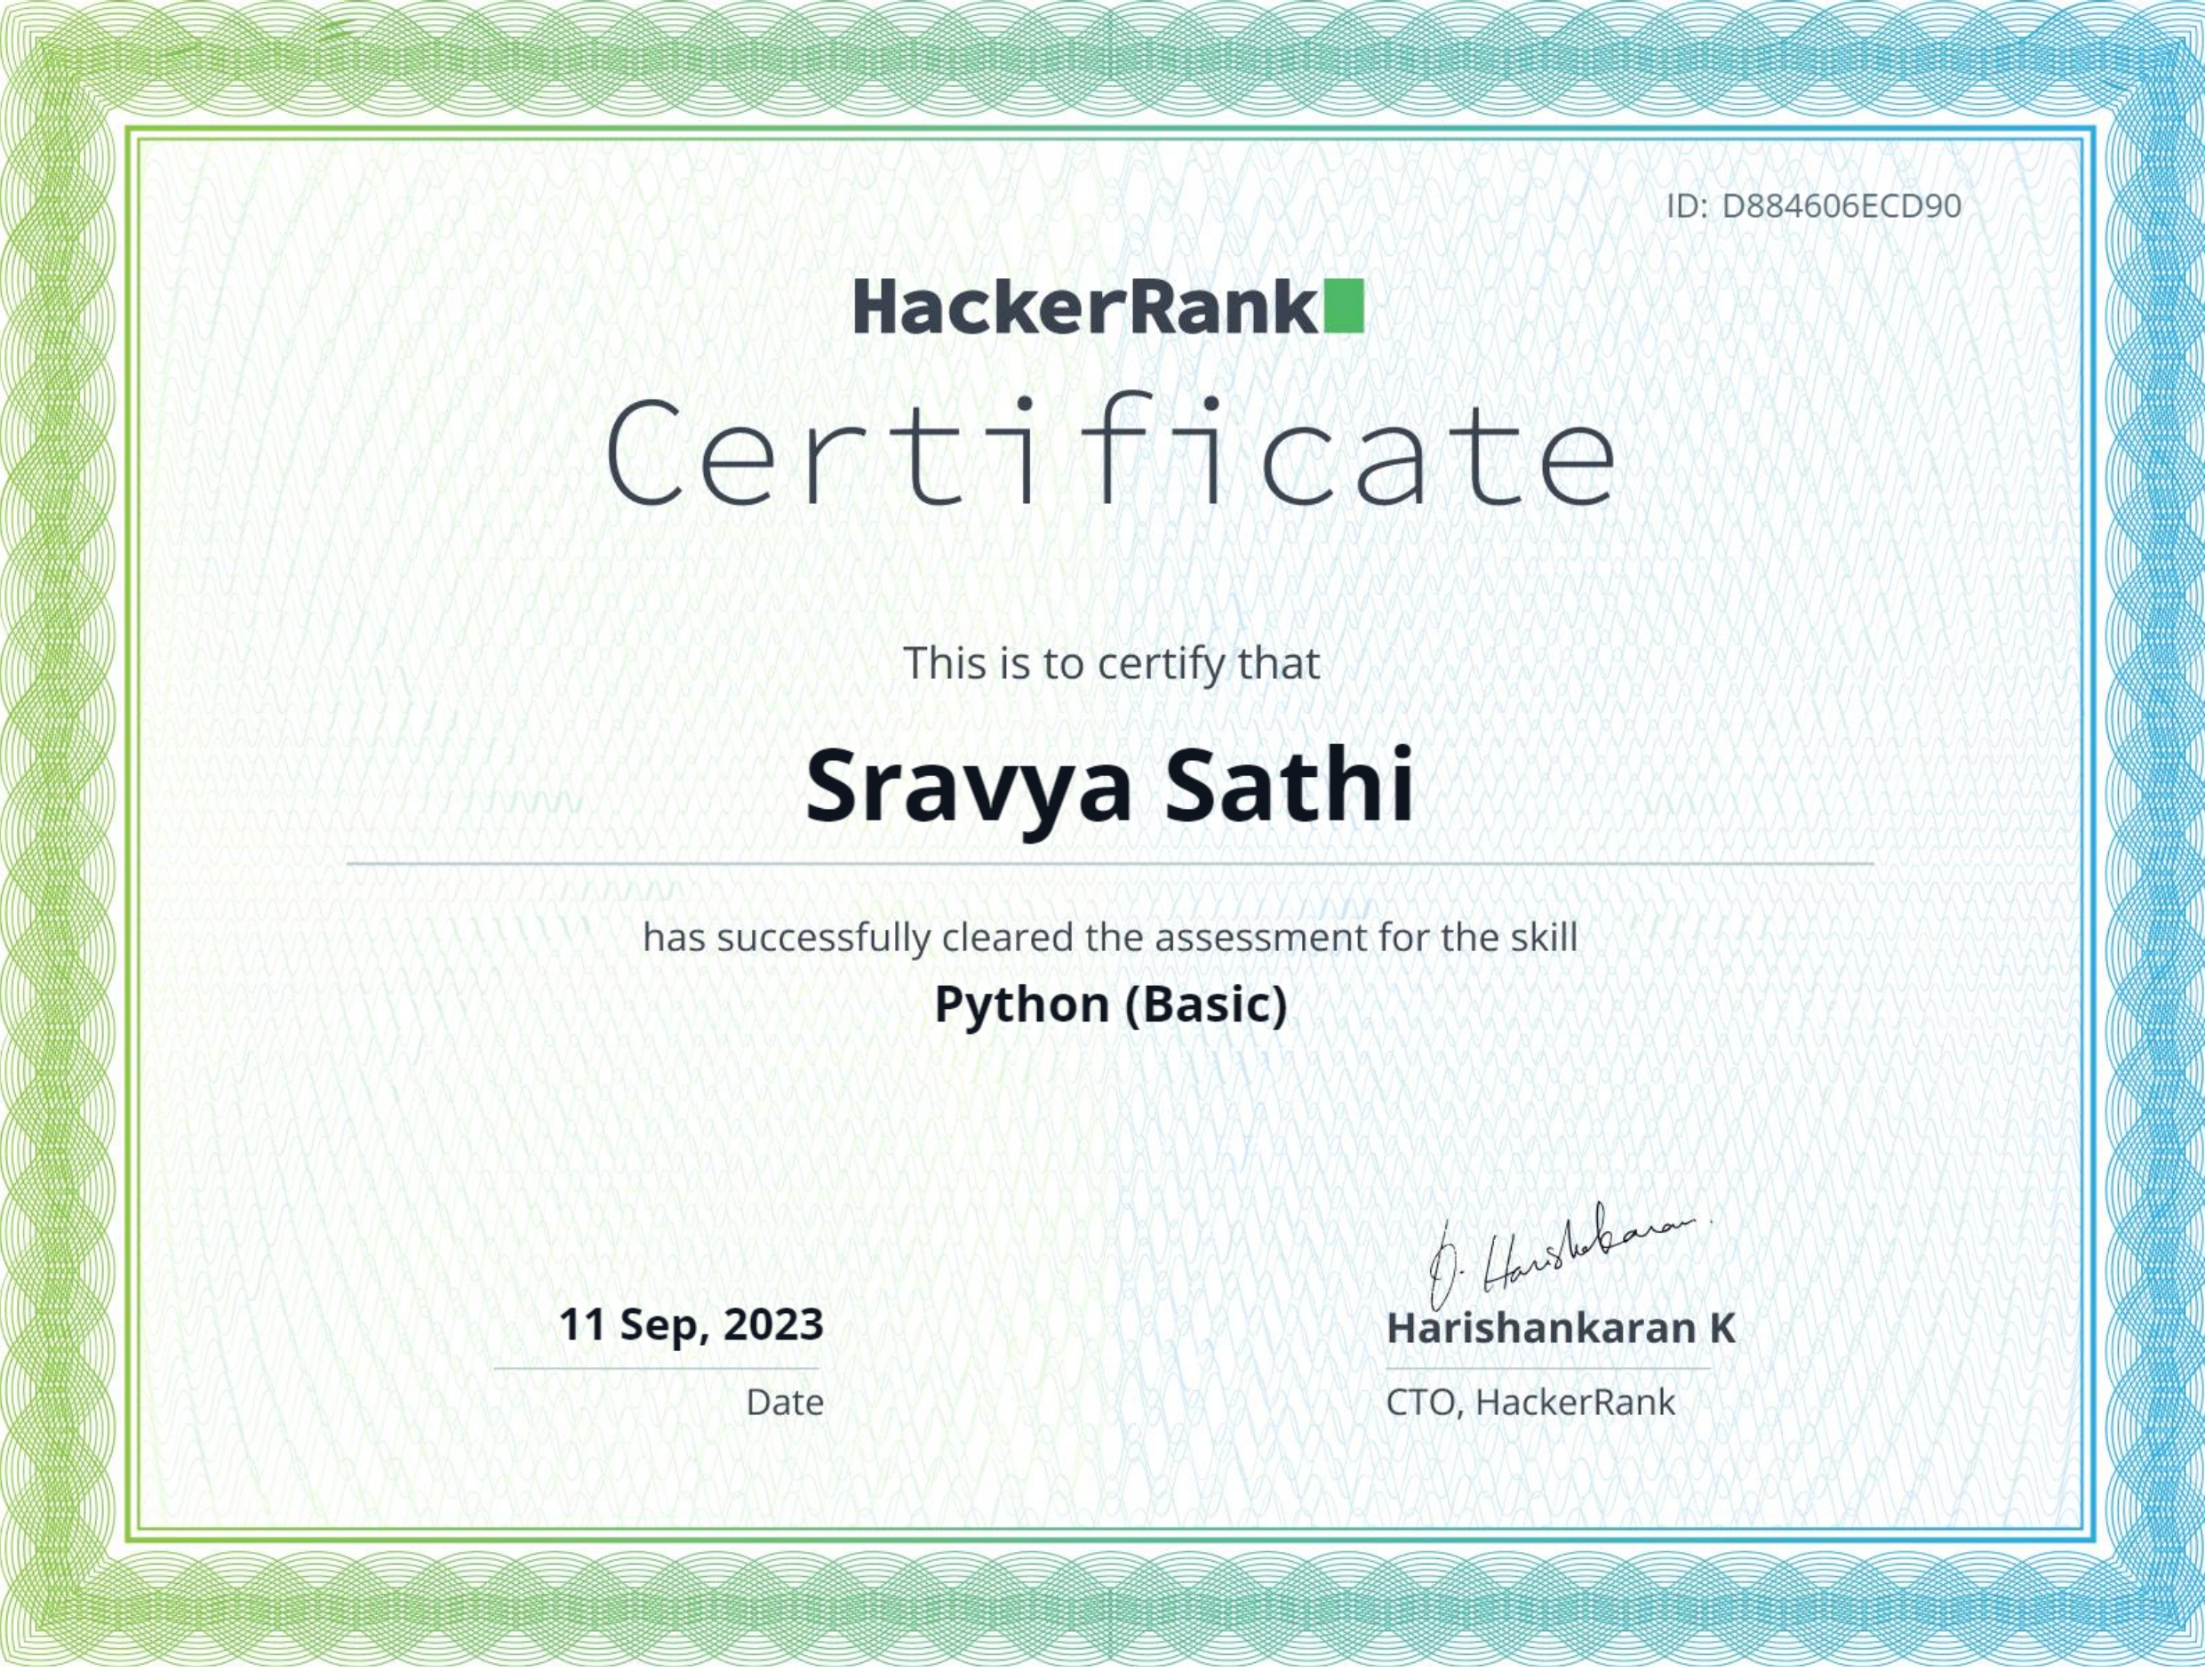 ID: D884606ECD90
HackerRank
Certificate
This is to certify that
Sravya Sathi
has successfully cleared the assessment for the skill
Python (Basic)
D. Harishankaran.
11 Sep, 2023
Harishankaran K
Date
CTO, HackerRank